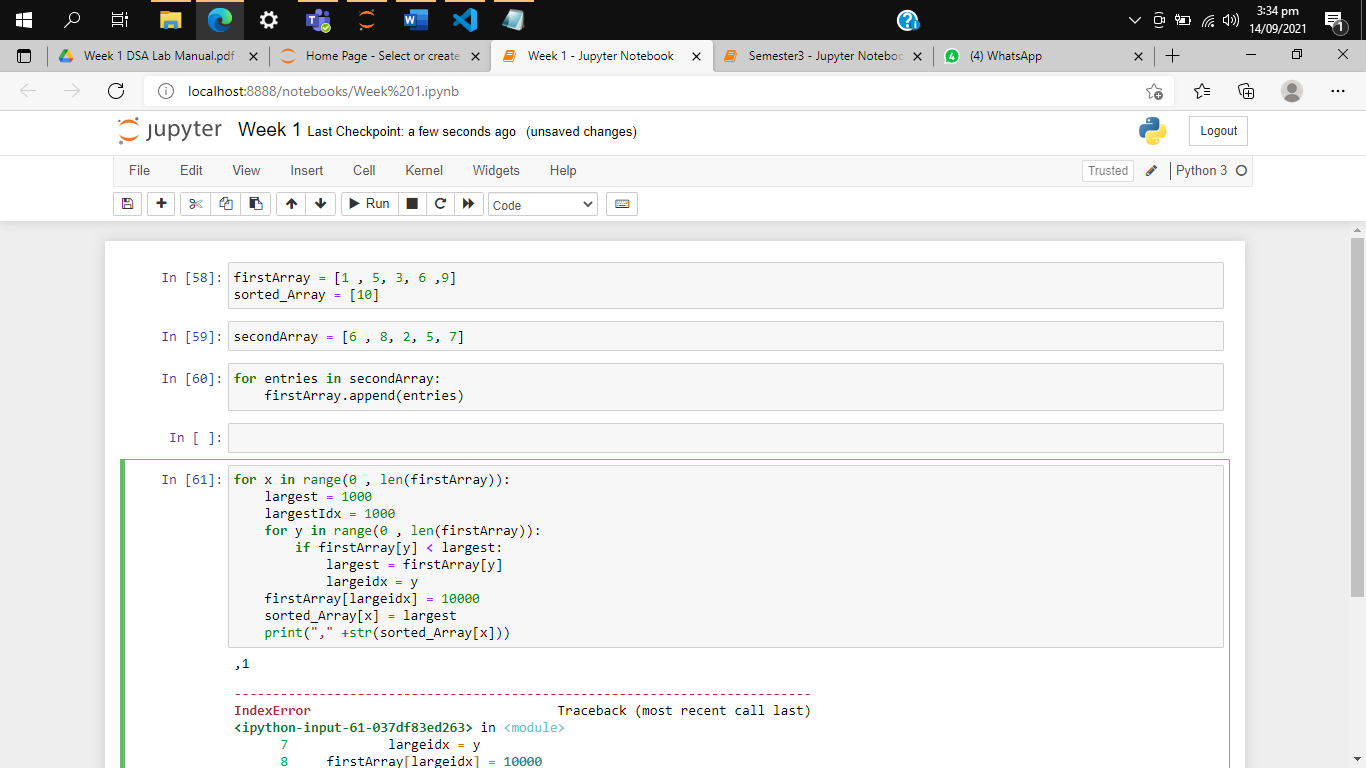 3:34 pm
14/09/2021
1
Week 1 DSA Lab Manual.pdf
Home Page - Select or create
Week 1 - Jupyter Notebook
Semester3 - Jupyter Notebook
4
(4) WhatsApp
localhost:8888/notebooks/Week%201.ipynb
jupyter Week 1 Last Checkpoint: a few seconds ago (unsaved changes)
Logout
File Edit View Insert Cell Kernel Widgets Help
Trusted
Python 3
Run
Code
In [58]: firstArray = [1 , 5, 3, 6 ,9]
sorted_Array = [10]
In [59]: secondArray = [6 , 8, 2, 5, 7]
In [60]: for entries in secondArray:
firstArray.append(entries)
In [ ]:
In [61]: for x in range(0 , len(firstArray)):
largest = 1000
largestIdx = 1000
for y in range(0 , len(firstArray)):
if firstArray[y] < largest:
largest = firstArray[y]
largeidx = y
firstArray[largeidx] = 10000
sorted_Array[x] = largest
print("," +str(sorted_Array[x]))
,1
---------------------------------------------------------------------------
IndexError Traceback (most recent call last)
<ipython-input-61-037df83ed263> in <module>
7 largeidx = y
8 firstArray[largeidx] = 10000